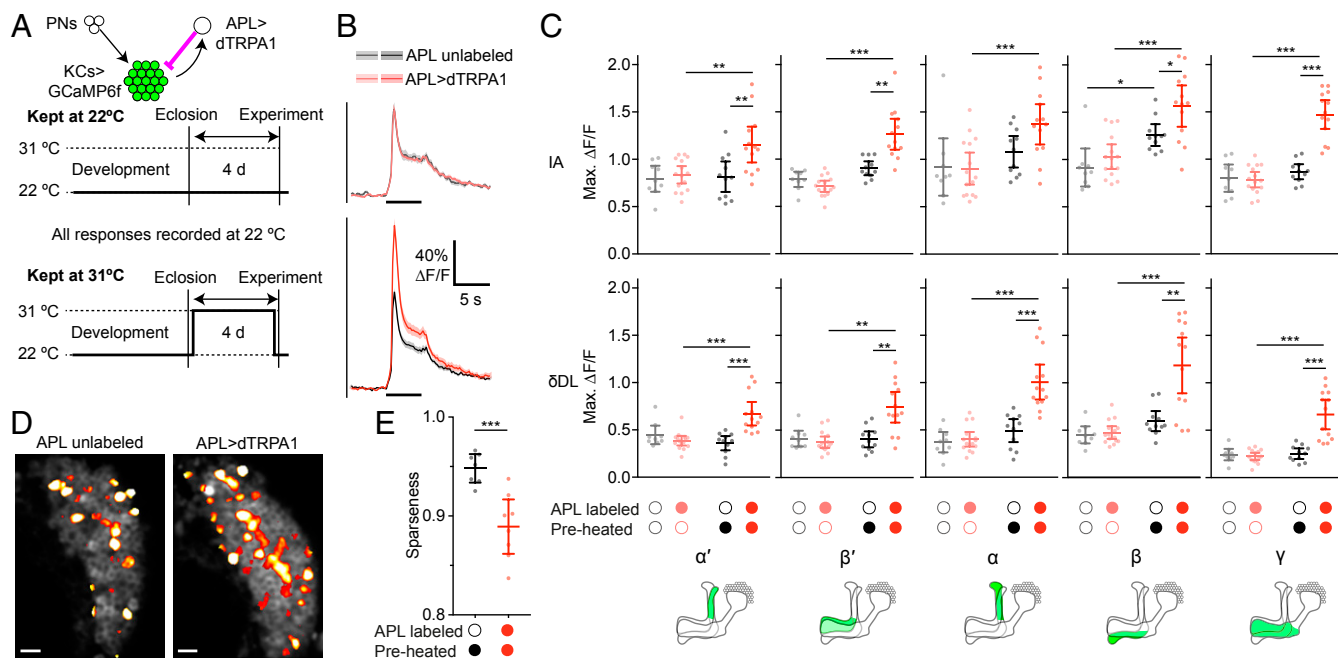 A
PNs
APL>
dTRPA1
KCs>
GCaMP6f
Kept at 22ºC
Eclosion
Experiment
31 ºC
Development
4 d
22 ºC
All responses recorded at 22 ºC
Kept at 31ºC
Eclosion
Experiment
31 ºC
Development
4 d
22 ºC
B
APL unlabeled
APL>dTRPA1
40%
ΔF/F
5 s
C
IA
Max. ΔF/F
2.0
1.5
1.0
0.5
0.0
** **
*** **
***
*** * *
*** ***
δDL
Max. ΔF/F
2.0
1.5
1.0
0.5
0.0
*** ***
** **
*** ***
*** **
*** ***
APL labeled
Pre-heated
α′ β′ α β γ
D
APL unlabeled
APL>dTRPA1
E
Sparseness
1.0
0.9
0.8
***
APL labeled
Pre-heated